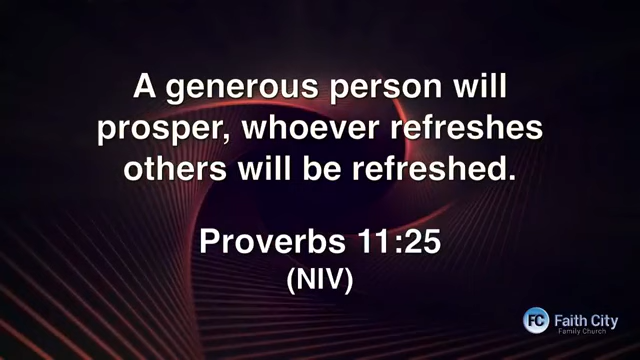 A generous person will
prosper, whoever refreshes
others will be refreshed.
Proverbs 11:25
(NIV)
FC Faith City
Family Church